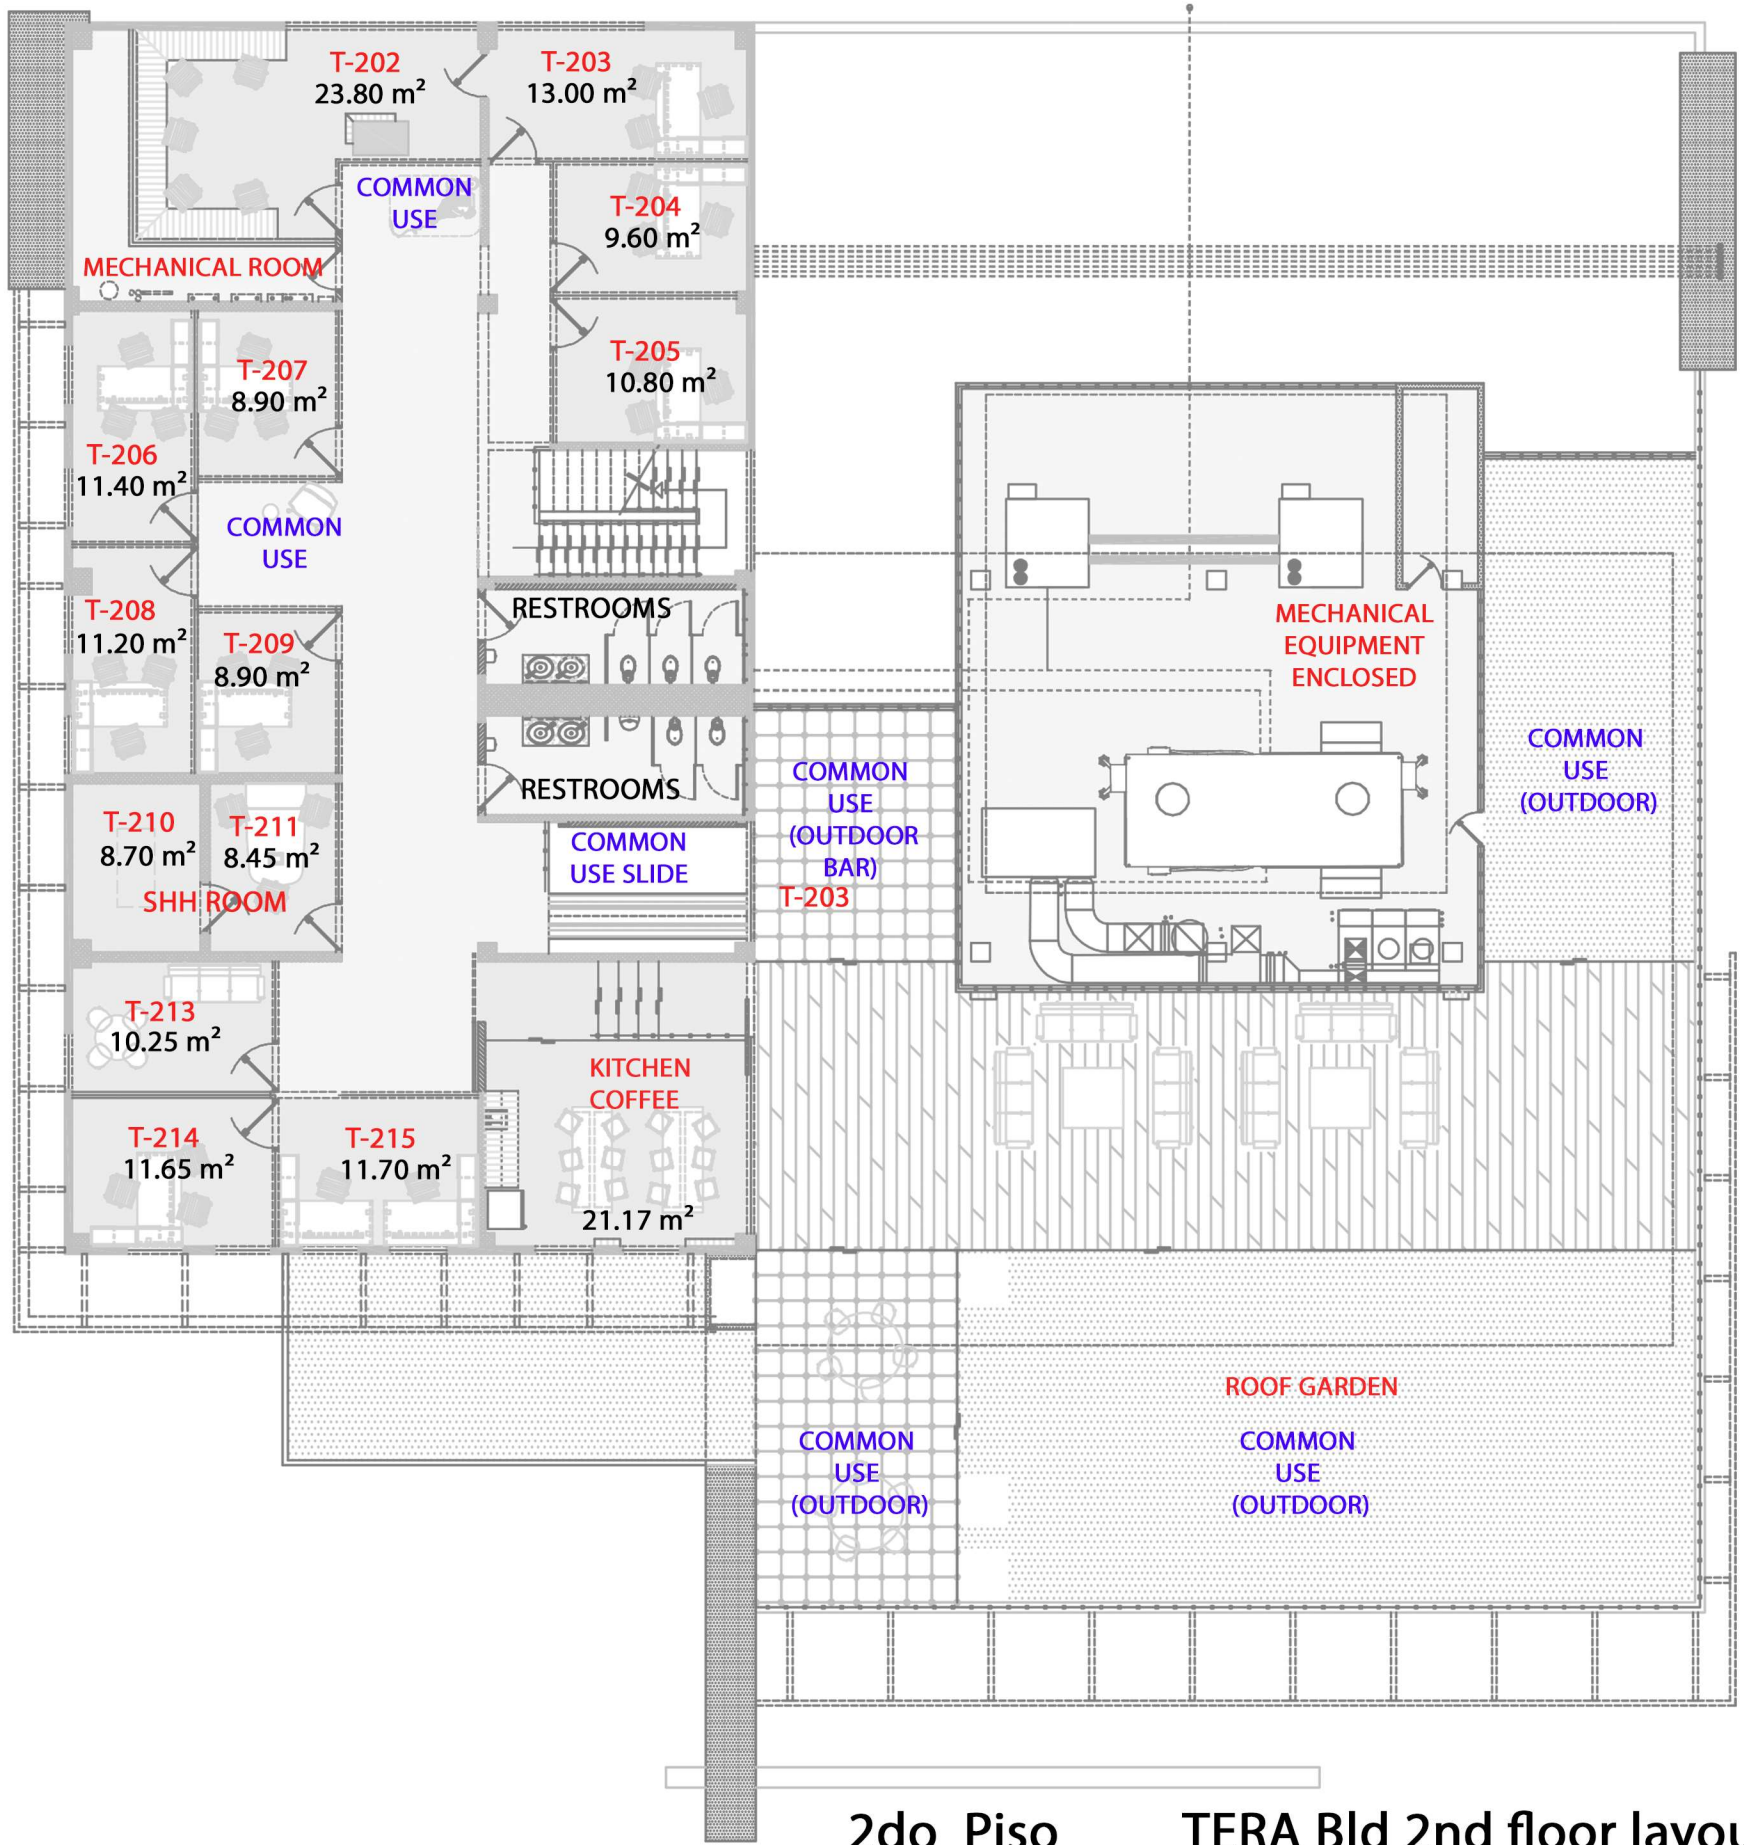 T-202
23.80 m²
T-203
13.00 m²
COMMON
USE
T-204
9.60 m²
MECHANICAL ROOM
T-205
10.80 m²
T-207
8.90 m²
T-206
11.40 m²
COMMON
USE
T-208
11.20 m²
T-209
8.90 m²
RESTROOMS
MECHANICAL
EQUIPMENT
ENCLOSED
RESTROOMS
COMMON
USE
(OUTDOOR
BAR)
T-203
COMMON
USE
(OUTDOOR)
T-210
8.70 m²
T-211
8.45 m²
SHH ROOM
COMMON
USE SLIDE
T-213
10.25 m²
KITCHEN
COFFEE
21.17 m²
T-214
11.65 m²
T-215
11.70 m²
ROOF GARDEN
COMMON
USE
(OUTDOOR)
COMMON
USE
(OUTDOOR)
2do Piso
TERA Bld 2nd floor layou